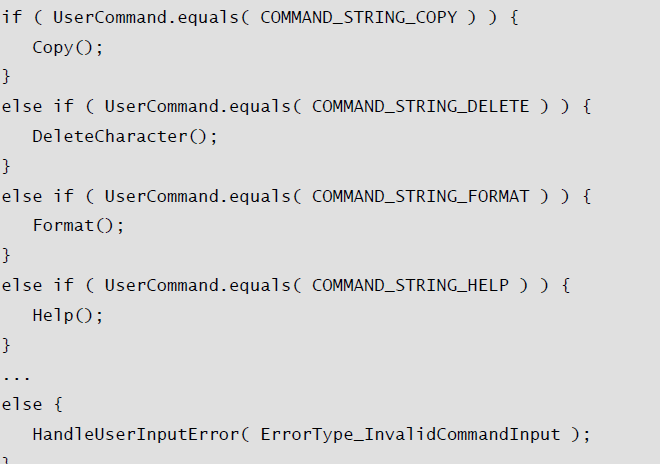 if ( UserCommand.equals( COMMAND_STRING_COPY ) ) {
   Copy();
}
else if ( UserCommand.equals( COMMAND_STRING_DELETE ) ) {
   DeleteCharacter();
}
else if ( UserCommand.equals( COMMAND_STRING_FORMAT ) ) {
   Format();
}
else if ( UserCommand.equals( COMMAND_STRING_HELP ) ) {
   Help();
}
...
else {
   HandleUserInputError( ErrorType_InvalidCommandInput );
}